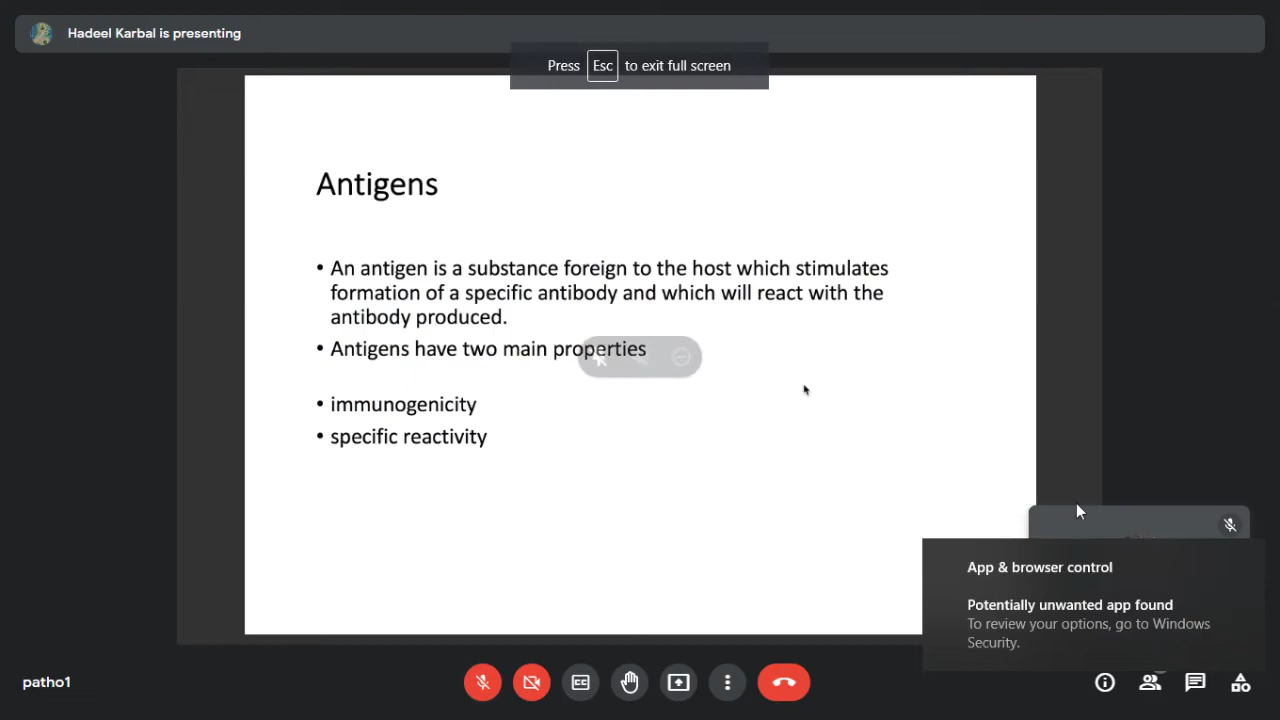 Hadeel Karbal is presenting
Press Esc to exit full screen
Antigens
• An antigen is a substance foreign to the host which stimulates
formation of a specific antibody and which will react with the
antibody produced.
• Antigens have two main properties
• immunogenicity
• specific reactivity
App & browser control
Potentially unwanted app found
To review your options, go to Windows
Security.
patho1
CC